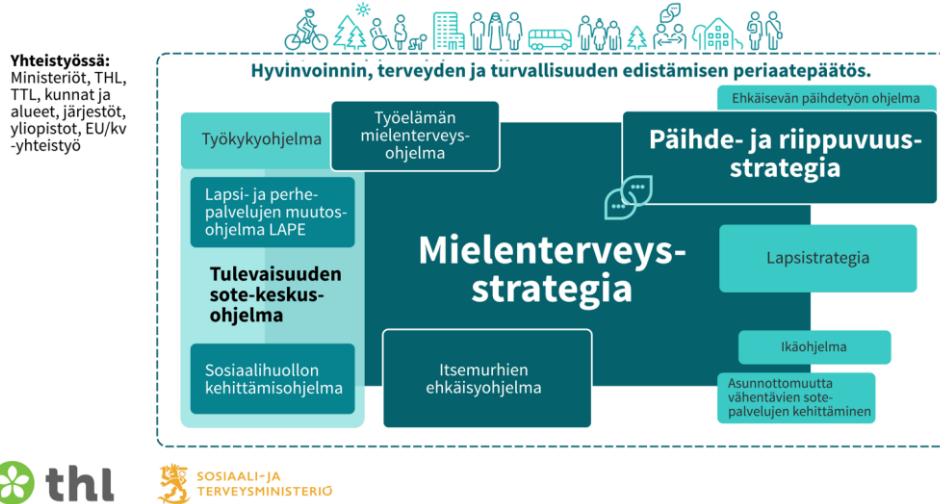 Yhteistyössä:
Ministeriöt, THL,
TTL, kunnat ja
alueet, järjestöt,
yliopistot, EU/kv
-yhteistyö
Hyvinvoinnin, terveyden ja turvallisuuden edistämisen periaatepäätös.
Työkykyohjelma
Työelämän
mielenterveys-
ohjelma
Ehkäisevän päihdetyön ohjelma
Päihde- ja riippuvuus-
strategia
Lapsi- ja perhe-
palvelujen muutos-
ohjelma LAPE
Tulevaisuuden
sote-keskus-
ohjelma
Mielenterveys-
strategia
Lapsistrategia
Sosiaalihuollon
kehittämisohjelma
Itsemurhien
ehkäisyohjelma
Ikäohjelma
Asunnottomuutta
vähentävien sote-
palvelujen kehittäminen
thl
SOSIAALI-JA
TERVEYSMINISTERIÖ